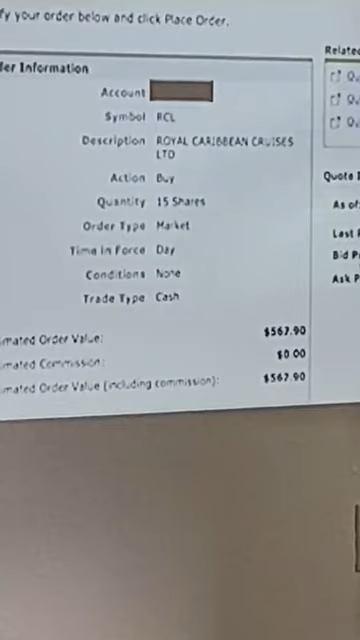 fy your order below and click Place Order.
Related
er Information
Account
Symbol RCL
Description ROYAL CARIBBEAN CRUISES
LTD
Action Buy
Quantity 15 Shares
Order Type Market
Time in Force Day
Conditions None
Trade Type Cash
Quote
As of
Last
Bid P
Ask P
imated Order Value: $567.90
imated Commission: $0.00
imated Order Value (including commission): $567.90